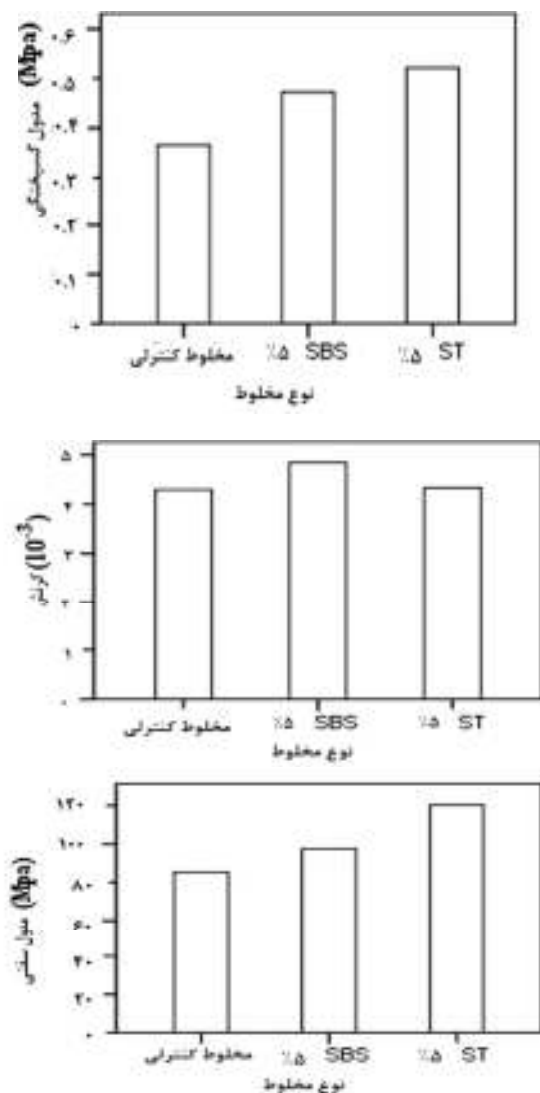 مدول گسیختگی (Mpa)
۰.۶
۰.۵
۰.۴
۰.۳
۰.۲
۰.۱
۰
مخلوط کنترلی ٪۵ SBS ٪۵ ST
نوع مخلوط
کرنش (10-3)
۵
۴
۳
۲
۱
۰
مخلوط کنترلی ٪۵ SBS ٪۵ ST
نوع مخلوط
مدول سختی (Mpa)
۱۲۰
۱۰۰
۸۰
۶۰
۴۰
۲۰
۰
مخلوط کنترلی ٪۵ SBS ٪۵ ST
نوع مخلوط